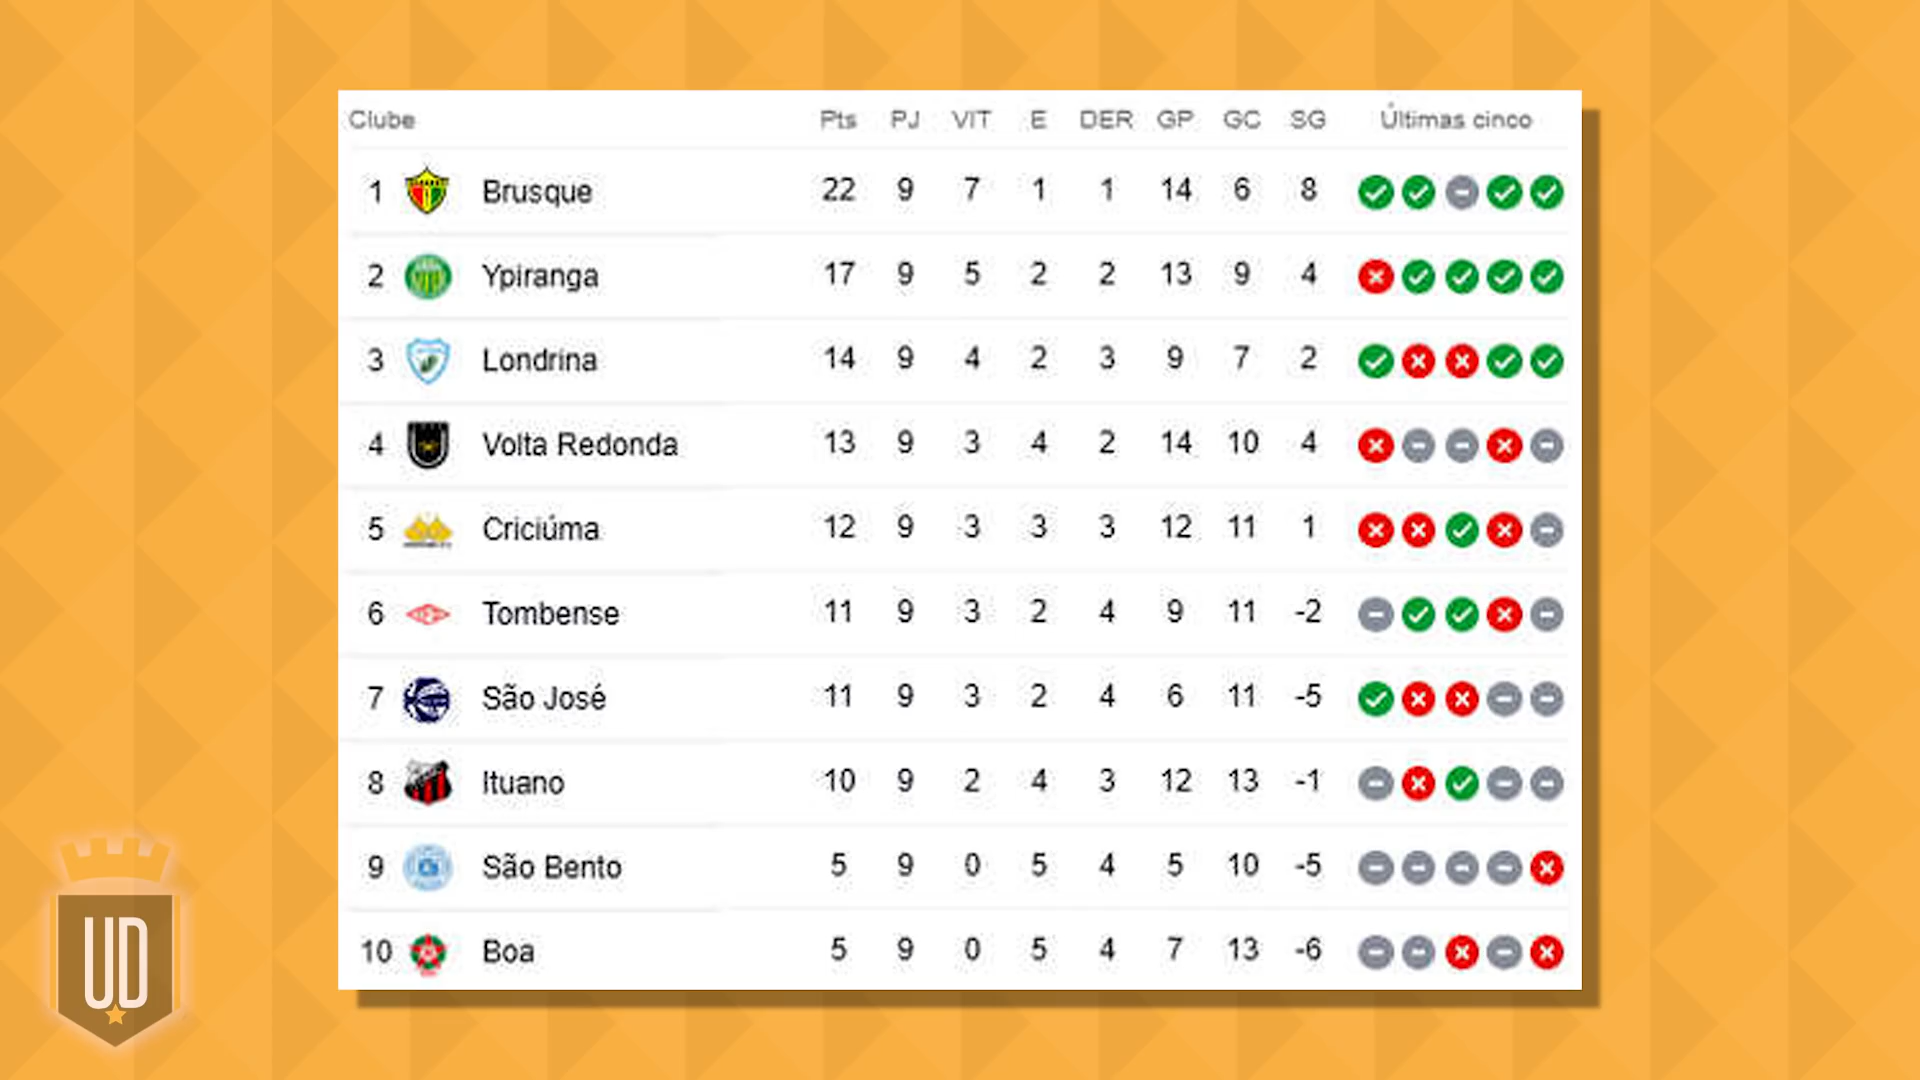 Clube Pts PJ VIT E DER GP GC SG Últimas cinco
1 Brusque 22 9 7 1 1 14 6 8
2 Ypiranga 17 9 5 2 2 13 9 4
3 Londrina 14 9 4 2 3 9 7 2
4 Volta Redonda 13 9 3 4 2 14 10 4
5 Criciúma 12 9 3 3 3 12 11 1
6 Tombense 11 9 3 2 4 9 11 -2
7 São José 11 9 3 2 4 6 11 -5
8 Ituano 10 9 2 4 3 12 13 -1
9 São Bento 5 9 0 5 4 5 10 -5
10 Boa 5 9 0 5 4 7 13 -6
UD